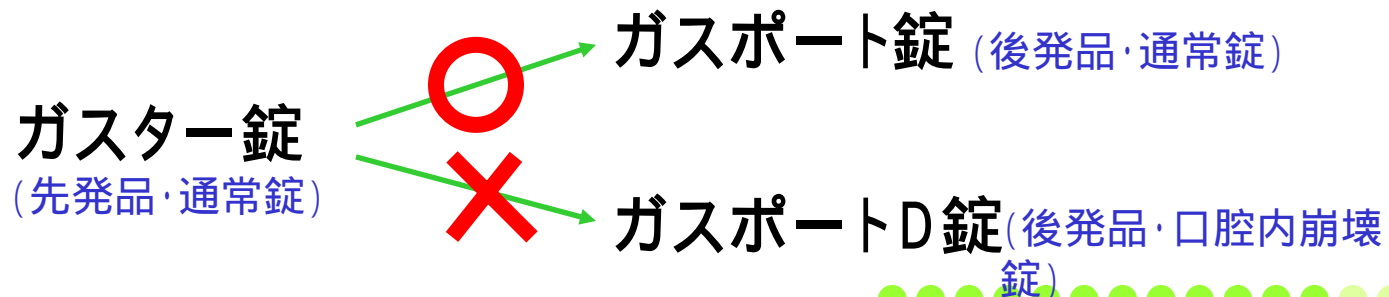 ガスポート錠 (後発品・通常錠)
ガスター錠
(先発品・通常錠)
ガスポートD錠(後発品・口腔内崩壊
錠)